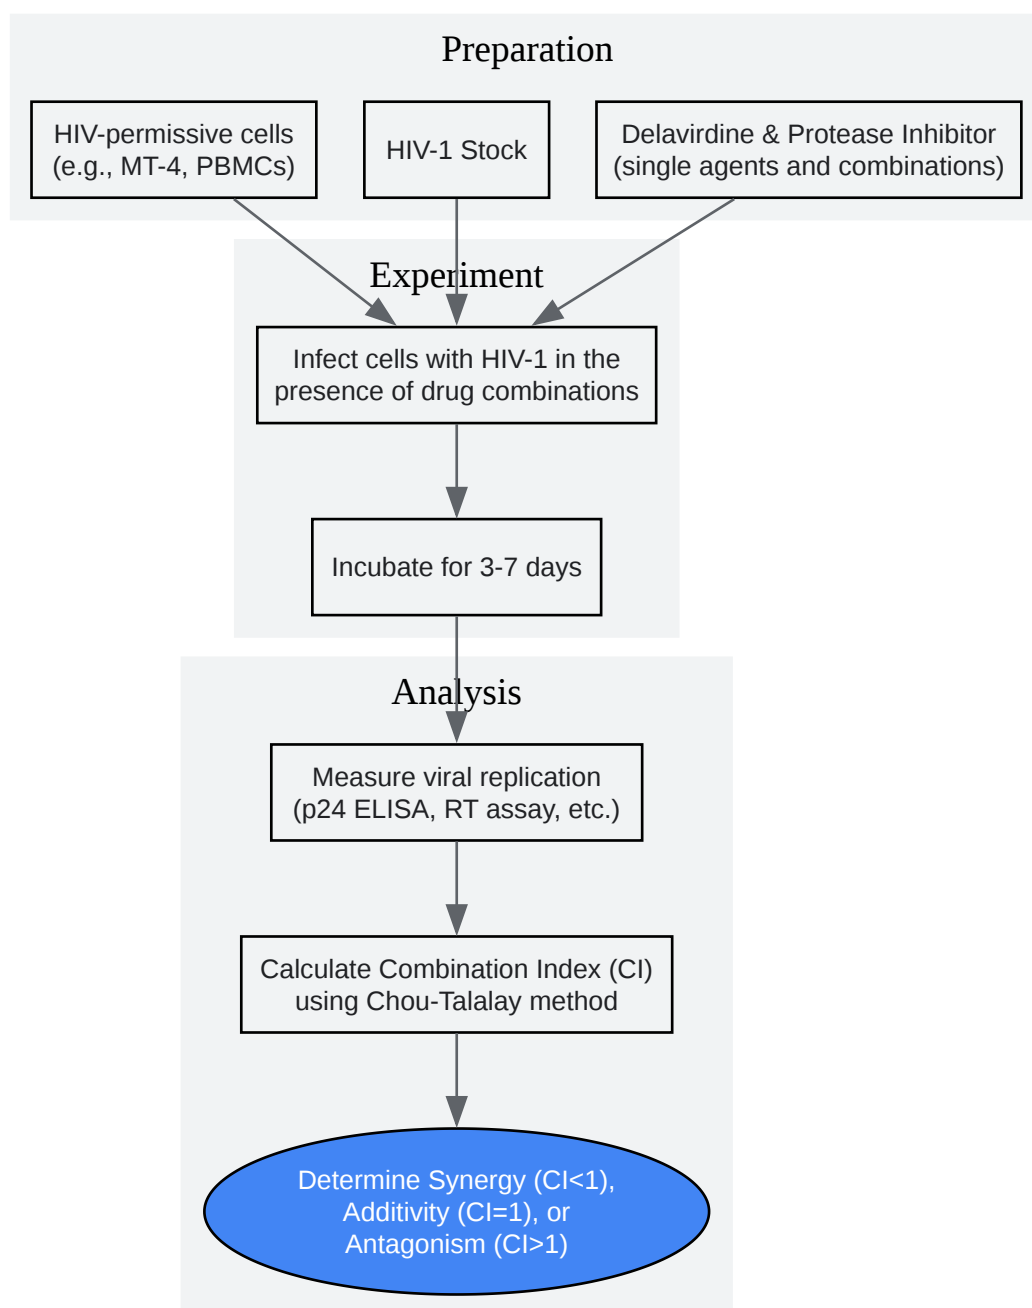 Preparation
HIV-permissive cells
(e.g., MT-4, PBMCs)
HIV-1 Stock
Delavirdine & Protease Inhibitor
(single agents and combinations)
Experiment
Infect cells with HIV-1 in the
presence of drug combinations
Incubate for 3-7 days
Analysis
Measure viral replication
(p24 ELISA, RT assay, etc.)
Calculate Combination Index (CI)
using Chou-Talalay method
Determine Synergy (CI<1),
Additivity (CI=1), or
Antagonism (CI>1)